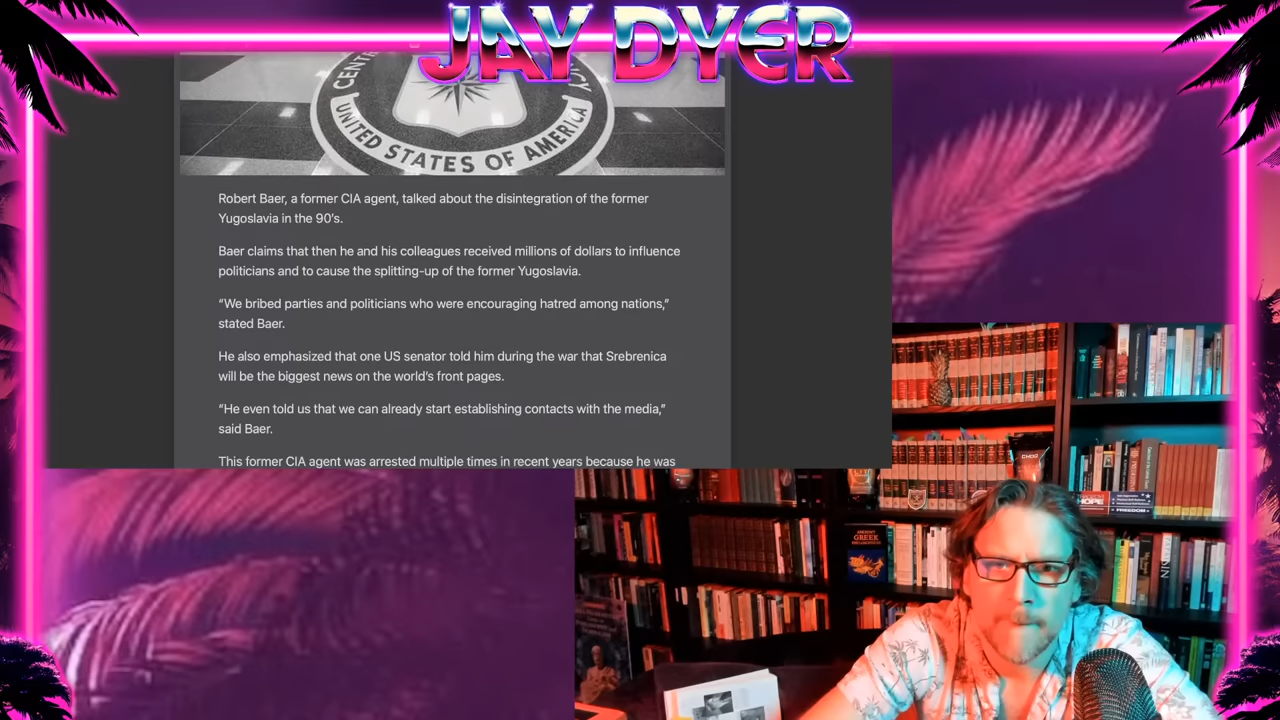 JAY DYER
CENTR
CY
UNITED STATES OF AMERICA
Robert Baer, a former CIA agent, talked about the disintegration of the former
Yugoslavia in the 90's.
Baer claims that then he and his colleagues received millions of dollars to influence
politicians and to cause the splitting-up of the former Yugoslavia.
“We bribed parties and politicians who were encouraging hatred among nations,”
stated Baer.
He also emphasized that one US senator told him during the war that Srebrenica
will be the biggest news on the world's front pages.
“He even told us that we can already start establishing contacts with the media,”
said Baer.
This former CIA agent was arrested multiple times in recent years because he was
CHOQ
HOPE
FREEDOM
GREEK